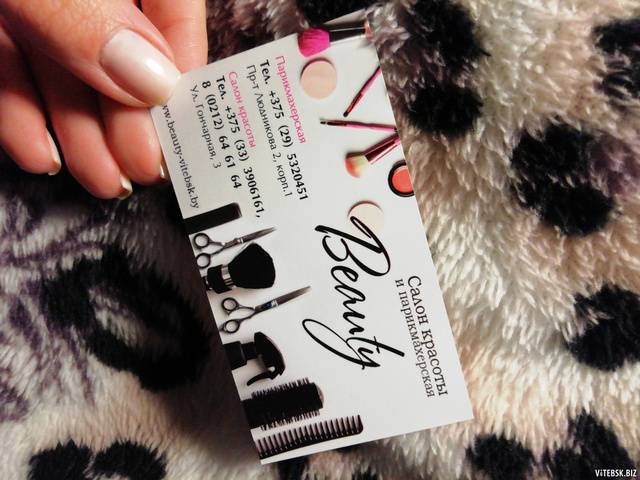 Салон красоты
и парикмахерская
Beauty
Парикмахерская
Тел. +375 (29) 5320451
Пр-т Людникова 2, корп.1
Салон красоты
Тел. +375 (33) 3906161,
8 (0212) 64 61 64
Ул. Гончарная, 3
www.beauty-vitebsk.by
ViTEBSK.BIZ